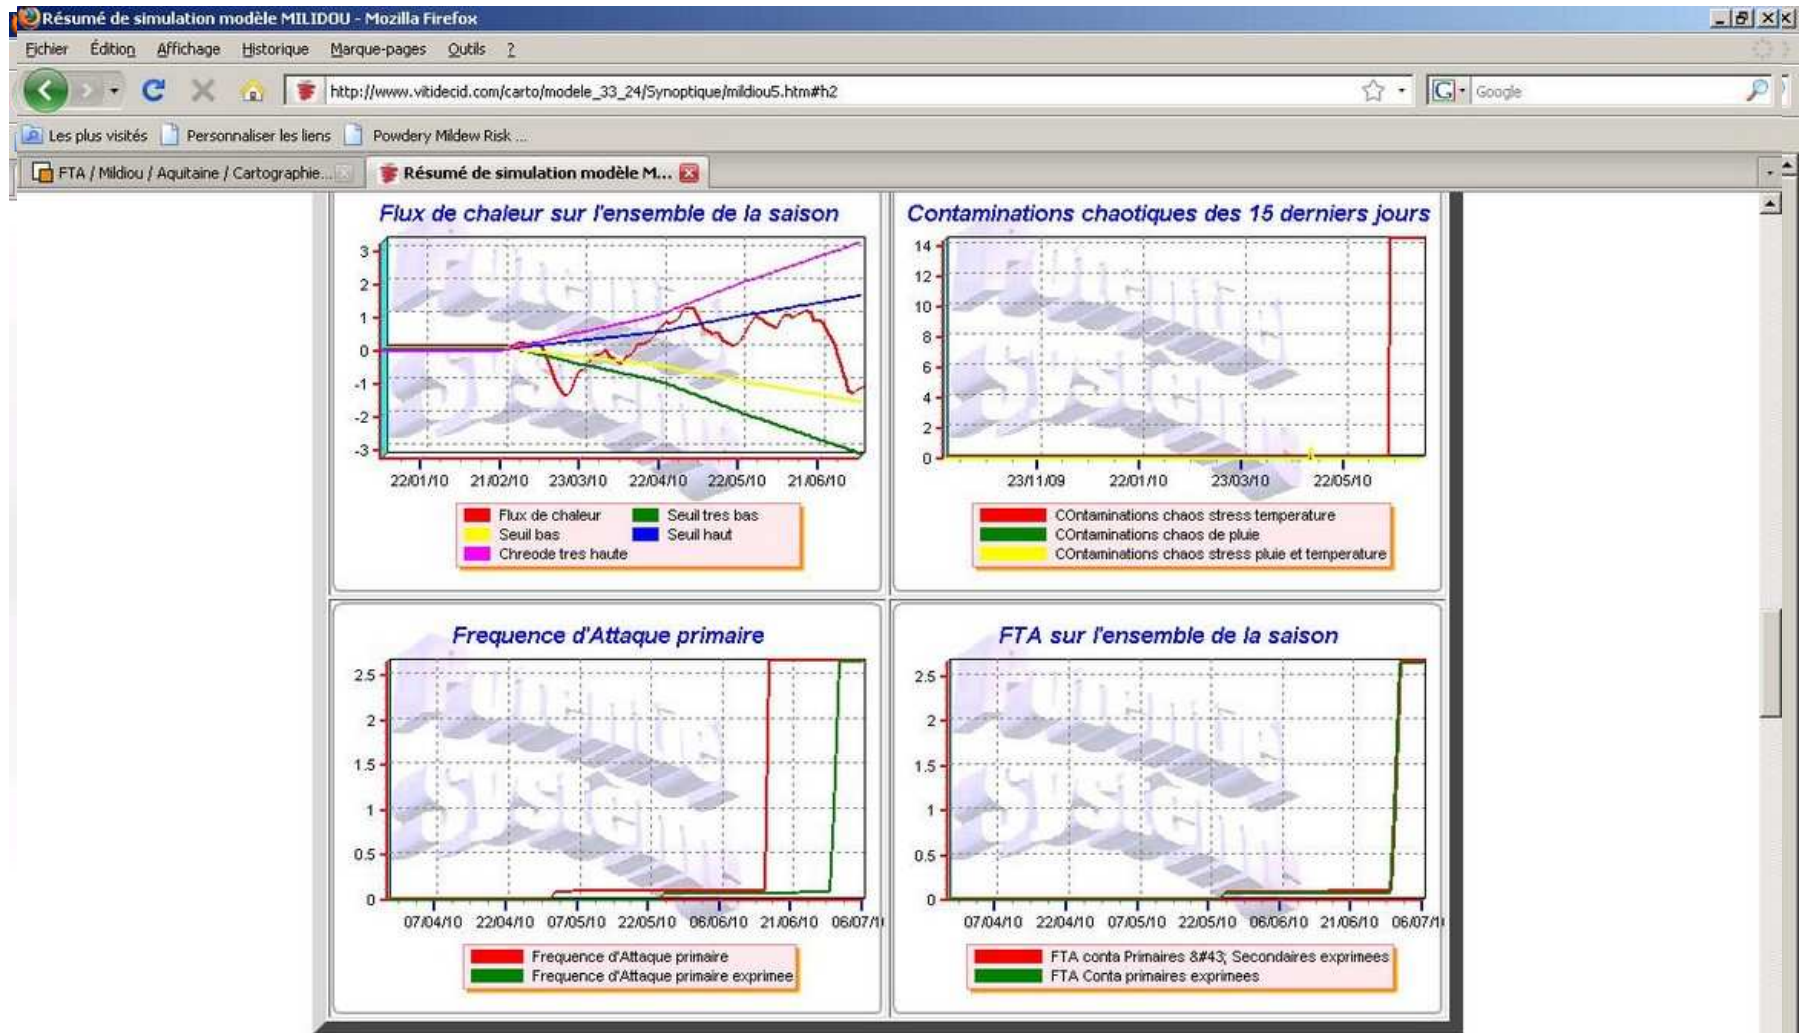 Résumé de simulation modèle MILIDOU - Mozilla Firefox
Fichier Édition Affichage Historique Marque-pages Outils ?
http://www.vitidecid.com/carto/modele_33_24/Synoptique/mildiou5.htm#h2
Google
Les plus visités Personnaliser les liens Powdery Mildew Risk ...
FTA / Mildiou / Aquitaine / Cartographie... Résumé de simulation modèle M...
Flux de chaleur sur l'ensemble de la saison
3
2
1
0
-1
-2
-3
22/01/10 21/02/10 23/03/10 22/04/10 22/05/10 21/06/10
Flux de chaleur Seuil tres bas
Seuil bas Seuil haut
Chreode tres haute
Contaminations chaotiques des 15 derniers jours
14
12
10
8
6
4
2
0
23/11/09 22/01/10 23/03/10 22/05/10
COntaminations chaos stress temperature
COntaminations chaos de pluie
COntaminations chaos stress pluie et temperature
Frequence d'Attaque primaire
2.5
2
1.5
1
0.5
0
07/04/10 22/04/10 07/05/10 22/05/10 06/06/10 21/06/10 06/07/1
Frequence d'Attaque primaire
Frequence d'Attaque primaire exprimee
FTA sur l'ensemble de la saison
2.5
2
1.5
1
0.5
0
07/04/10 22/04/10 07/05/10 22/05/10 06/06/10 21/06/10 06/07/1
FTA conta Primaires &#43; Secondaires exprimees
FTA Conta primaires exprimees